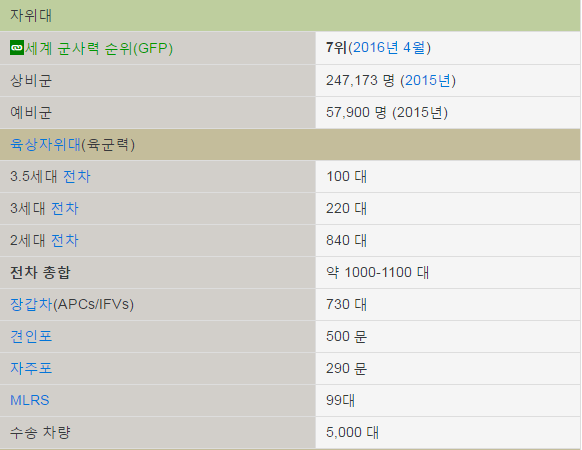 자위대
세계 군사력 순위(GFP) 7위(2016년 4월)
상비군 247,173 명 (2015년)
예비군 57,900 명 (2015년)
육상자위대(육군력)
3.5세대 전차 100 대
3세대 전차 220 대
2세대 전차 840 대
전차 총합 약 1000-1100 대
장갑차(APCs/IFVs) 730 대
견인포 500 문
자주포 290 문
MLRS 99대
수송 차량 5,000 대